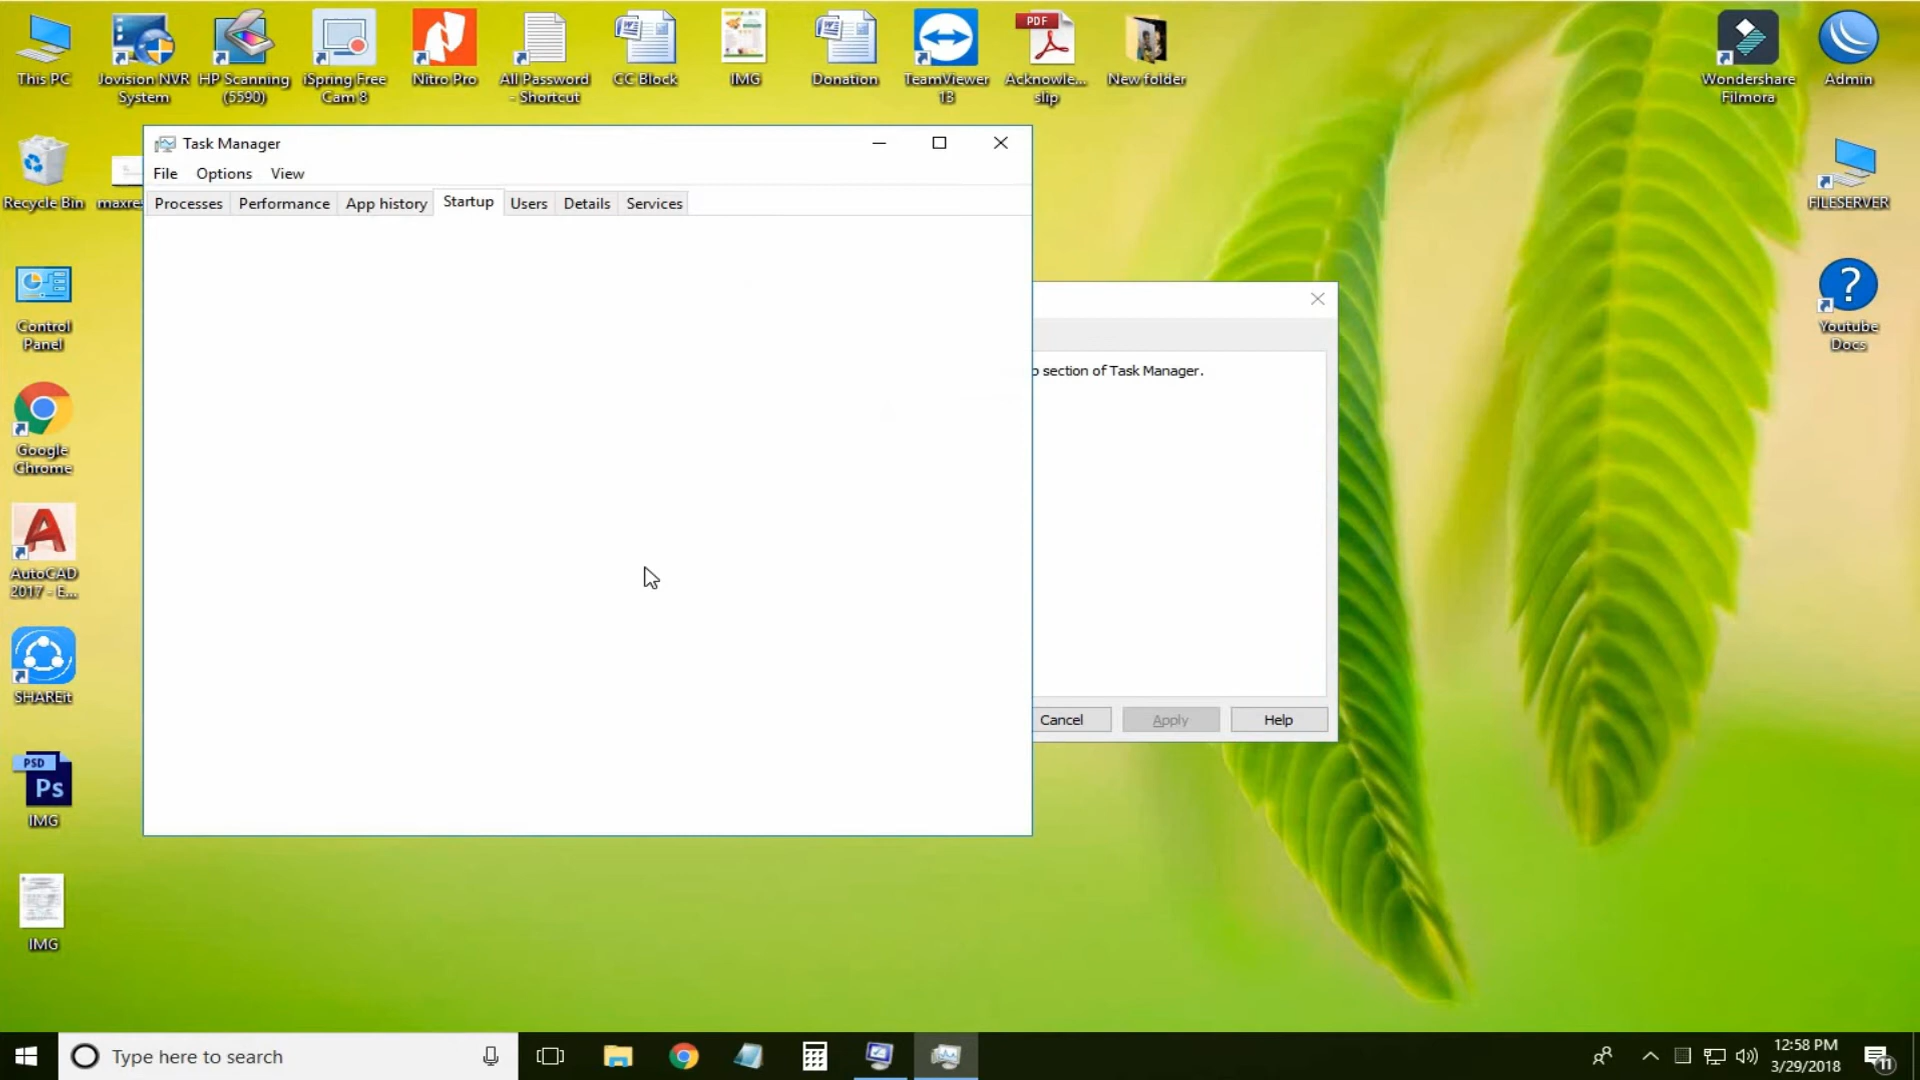 This PC
Jovision NVR
System
HP Scanning
(5590)
iSpring Free
Cam 8
Nitro Pro
All Password
- Shortcut
CC Block
IMG
Donation
TeamViewer
13
PDF
Acknowle...
slip
New folder
Wondershare
Filmora
Admin
Recycle Bin
maxre
FILESERVER
Control
Panel
?
Youtube
Docs
Google
Chrome
AutoCAD
2017 - E...
SHAREit
PSD
Ps
IMG
IMG
Task Manager
File Options View
Processes Performance App history Startup Users Details Services
section of Task Manager.
Cancel Apply Help
Type here to search
12:58 PM
3/29/2018
11